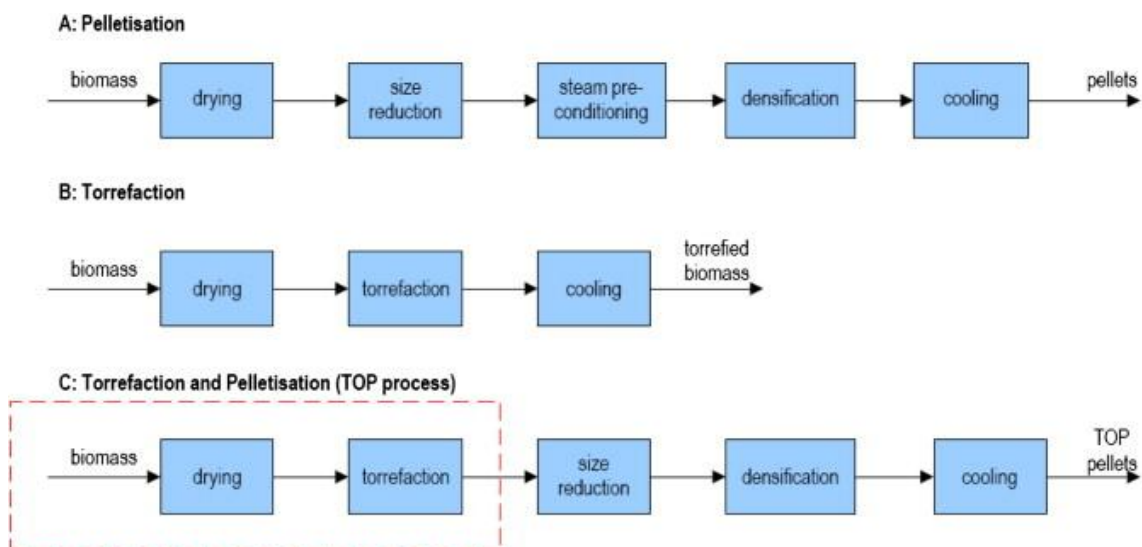 A: Pelletisation
biomass
drying
size
reduction
steam pre-
conditioning
densification
cooling
pellets
B: Torrefaction
biomass
drying
torrefaction
cooling
torrefied
biomass
C: Torrefaction and Pelletisation (TOP process)
biomass
drying
torrefaction
size
reduction
densification
cooling
TOP
pellets